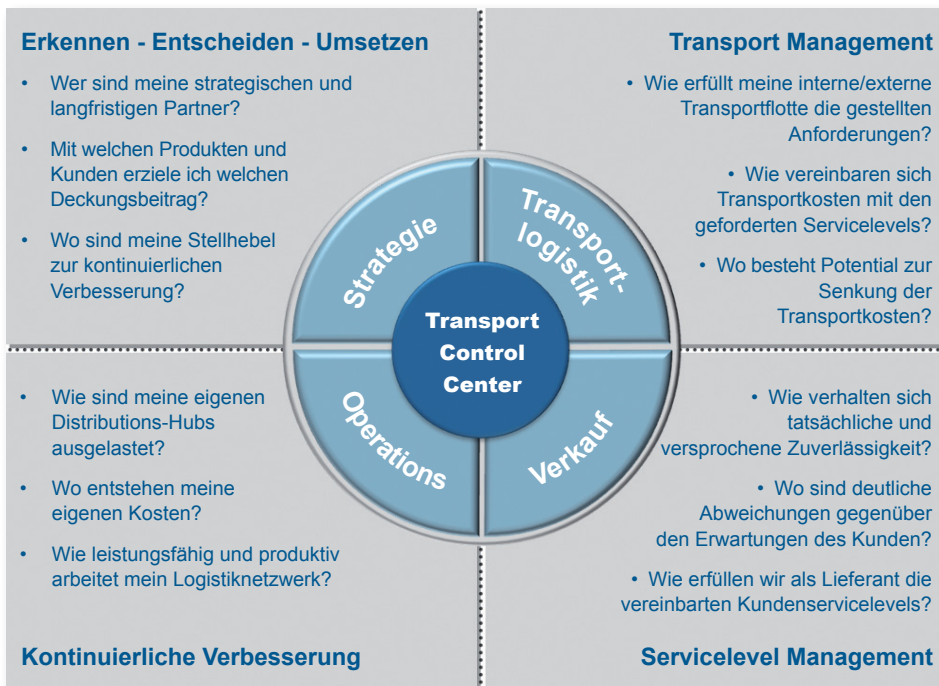 Erkennen - Entscheiden - Umsetzen
• Wer sind meine strategischen und
langfristigen Partner?
• Mit welchen Produkten und
Kunden erziele ich welchen
Deckungsbeitrag?
• Wo sind meine Stellhebel
zur kontinuierlichen
Verbesserung?
Transport Management
• Wie erfüllt meine interne/externe
Transportflotte die gestellten
Anforderungen?
• Wie vereinbaren sich
Transportkosten mit den
geforderten Servicelevels?
• Wo besteht Potential zur
Senkung der
Transportkosten?
Strategie
Transport-
logistik
Transport
Control
Center
Operations
Verkauf
• Wie sind meine eigenen
Distributions-Hubs
ausgelastet?
• Wo entstehen meine
eigenen Kosten?
• Wie leistungsfähig und produktiv
arbeitet mein Logistiknetzwerk?
Kontinuierliche Verbesserung
• Wie verhalten sich
tatsächliche und
versprochene Zuverlässigkeit?
• Wo sind deutliche
Abweichungen gegenüber
den Erwartungen des Kunden?
• Wie erfüllen wir als Lieferant die
vereinbarten Kundenservicelevels?
Servicelevel Management